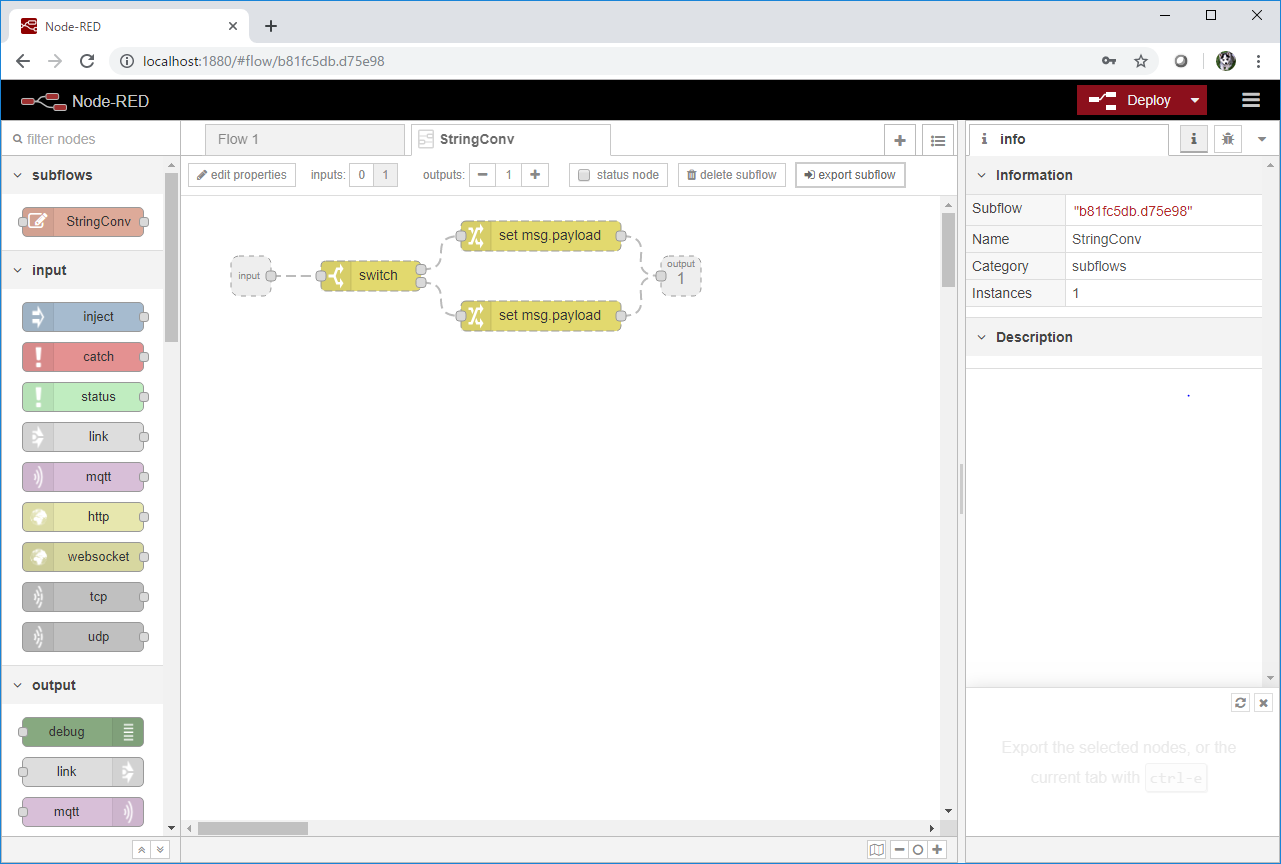 Node-RED
localhost:1880/#flow/b81fc5db.d75e98
Node-RED
Deploy
filter nodes
Flow 1
StringConv
info
edit properties
inputs:
0
1
outputs:
1
status node
delete subflow
export subflow
subflows
StringConv
input
inject
catch
status
link
mqtt
http
websocket
tcp
udp
output
debug
link
mqtt
input
switch
set msg.payload
set msg.payload
output
1
Information
Subflow
"b81fc5db.d75e98"
Name
StringConv
Category
subflows
Instances
1
Description
Export the selected nodes, or the
current tab with ctrl-e